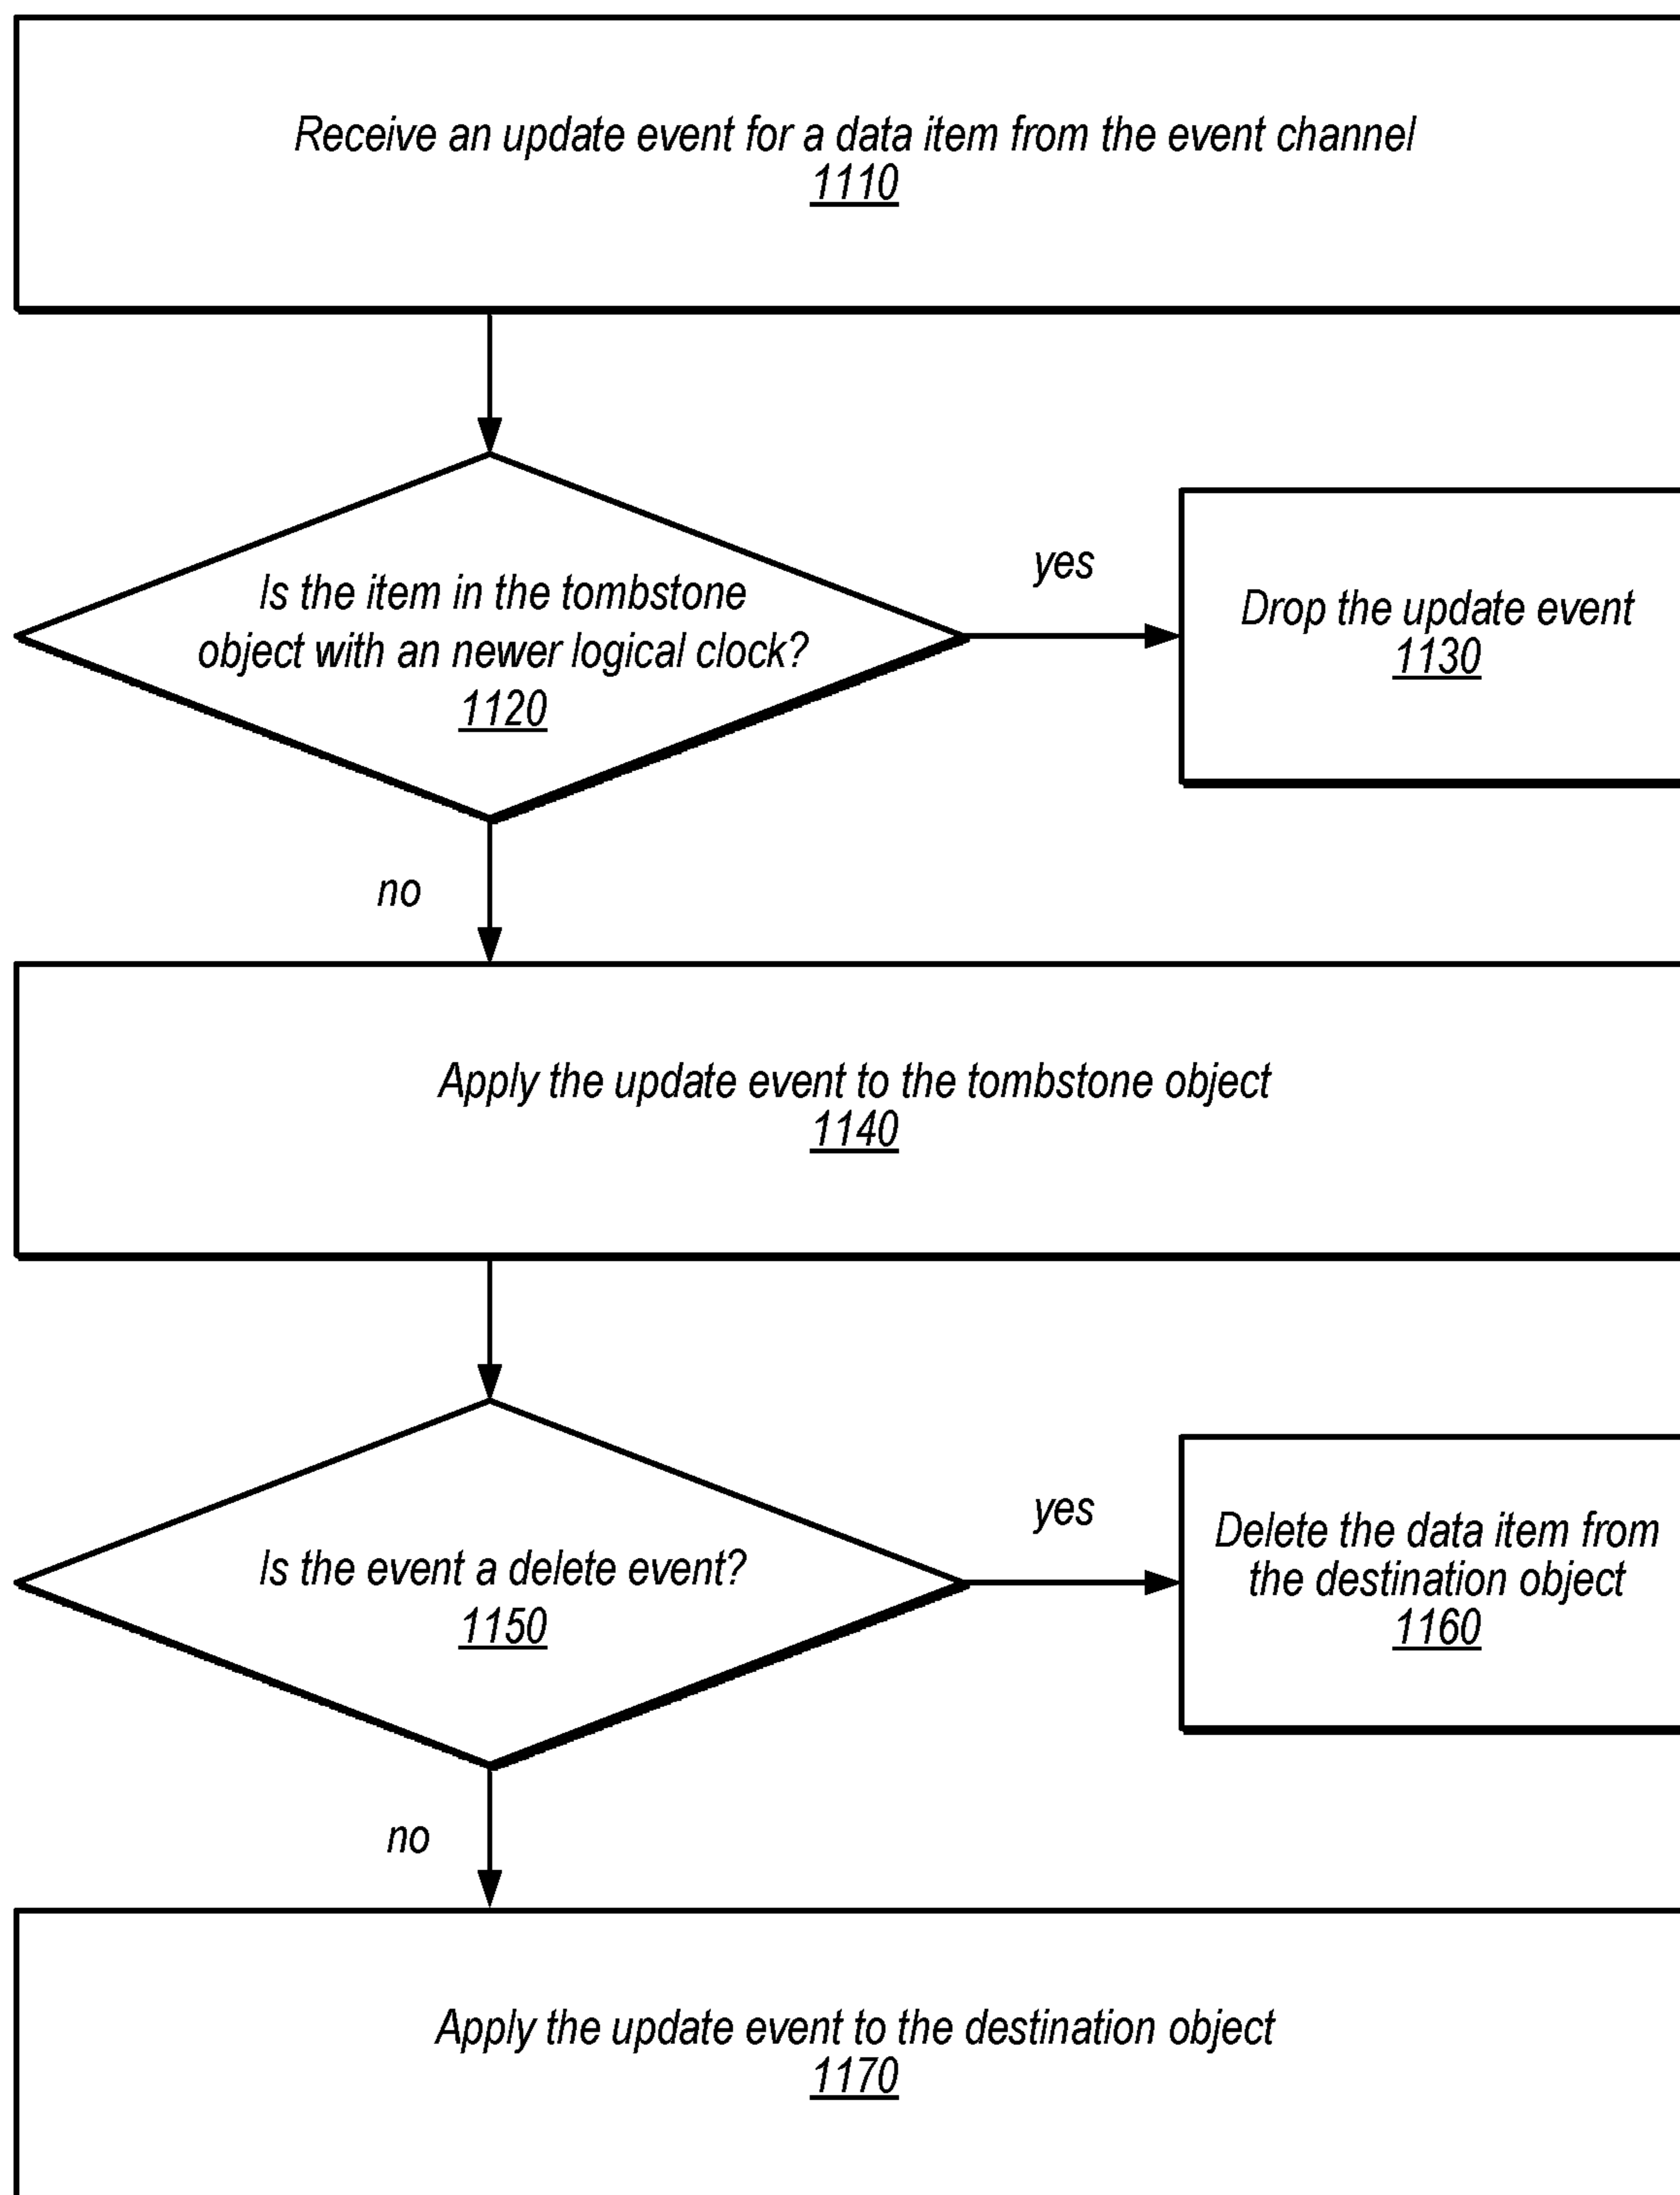 Receive an update event for a data item from the event channel
1110
Is the item in the tombstone
object with an newer logical clock?
1120
yes
Drop the update event
1130
no
Apply the update event to the tombstone object
1140
Is the event a delete event?
1150
yes
Delete the data item from
the destination object
1160
no
Apply the update event to the destination object
1170